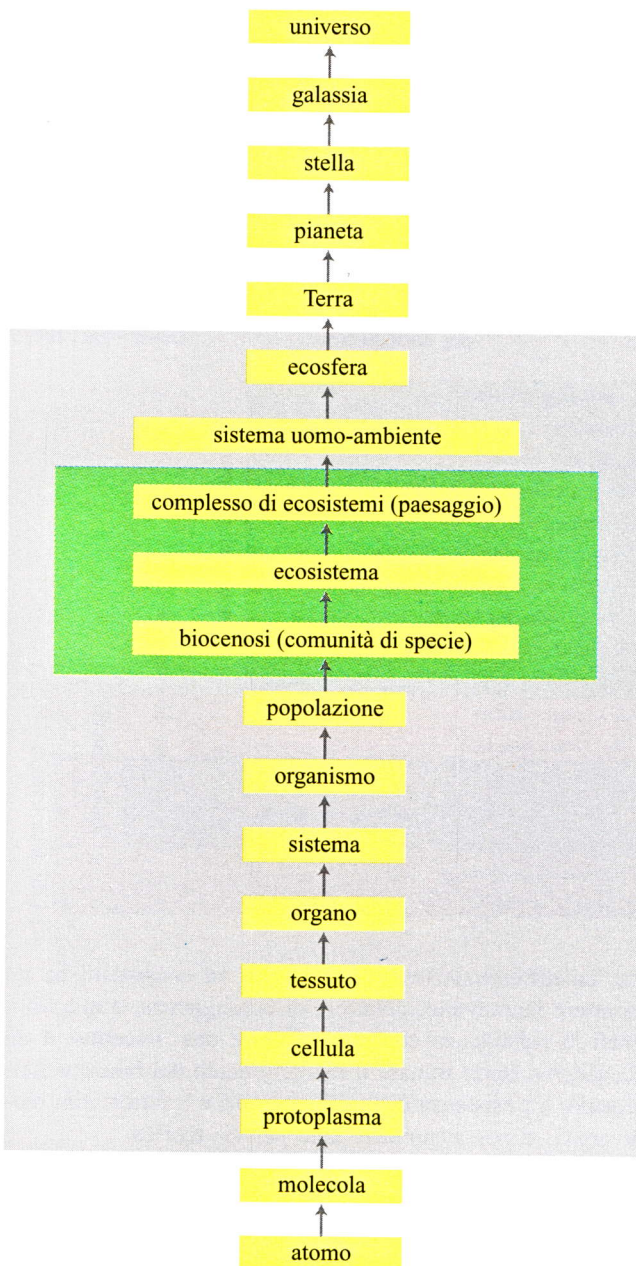 universo
galassia
stella
pianeta
Terra
ecosfera
sistema uomo-ambiente
complesso di ecosistemi (paesaggio)
ecosistema
biocenosi (comunità di specie)
popolazione
organismo
sistema
organo
tessuto
cellula
protoplasma
molecola
atomo